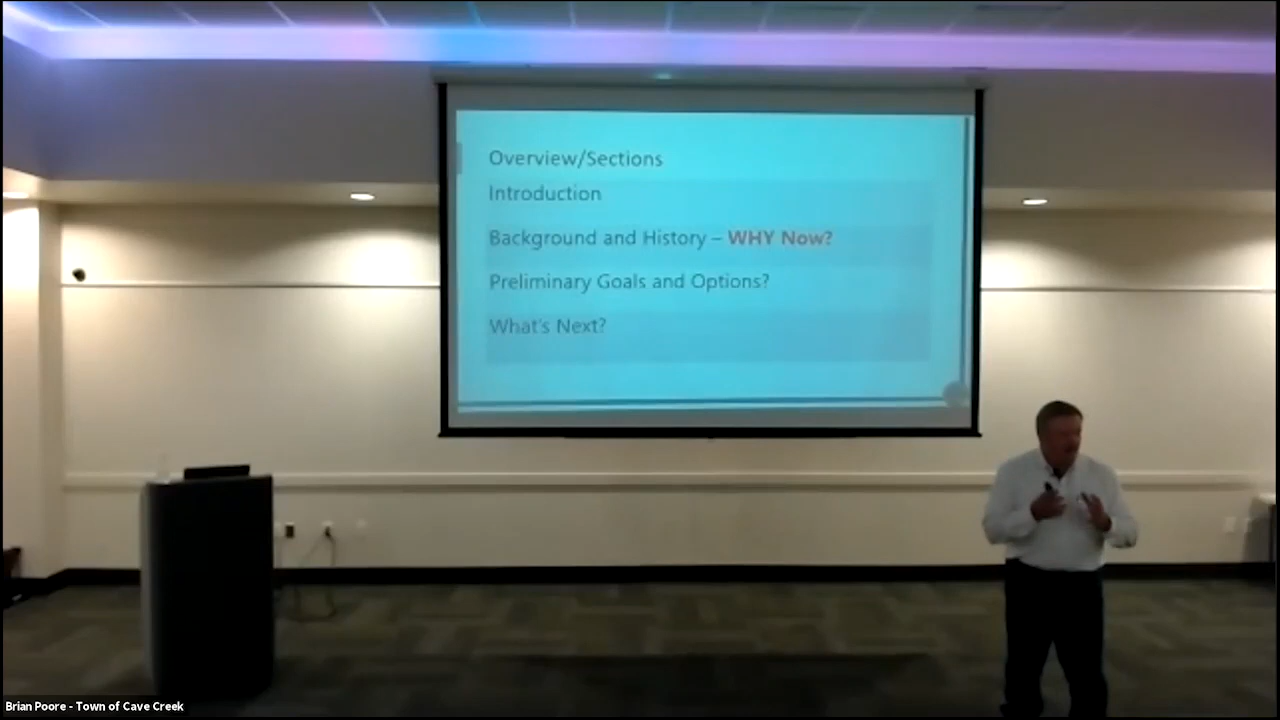 Overview/Sections
Introduction
Background and History – WHY Now?
Preliminary Goals and Options?
What's Next?
Brian Poore - Town of Cave Creek